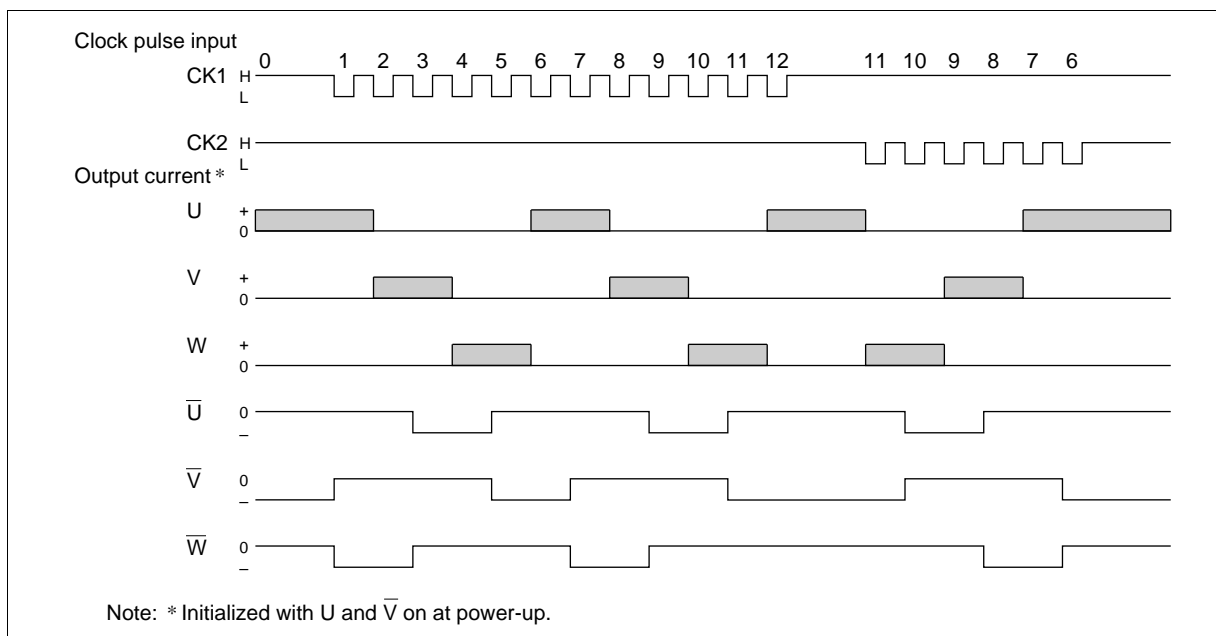 Clock pulse input
0 1 2 3 4 5 6 7 8 9 10 11 12 11 10 9 8 7 6
CK1 H
L
CK2 H
L
Output current *
U +
0
V +
0
W +
0
U̅ 0
–
V̅ 0
–
W̅ 0
–
Note: * Initialized with U and V̅ on at power-up.